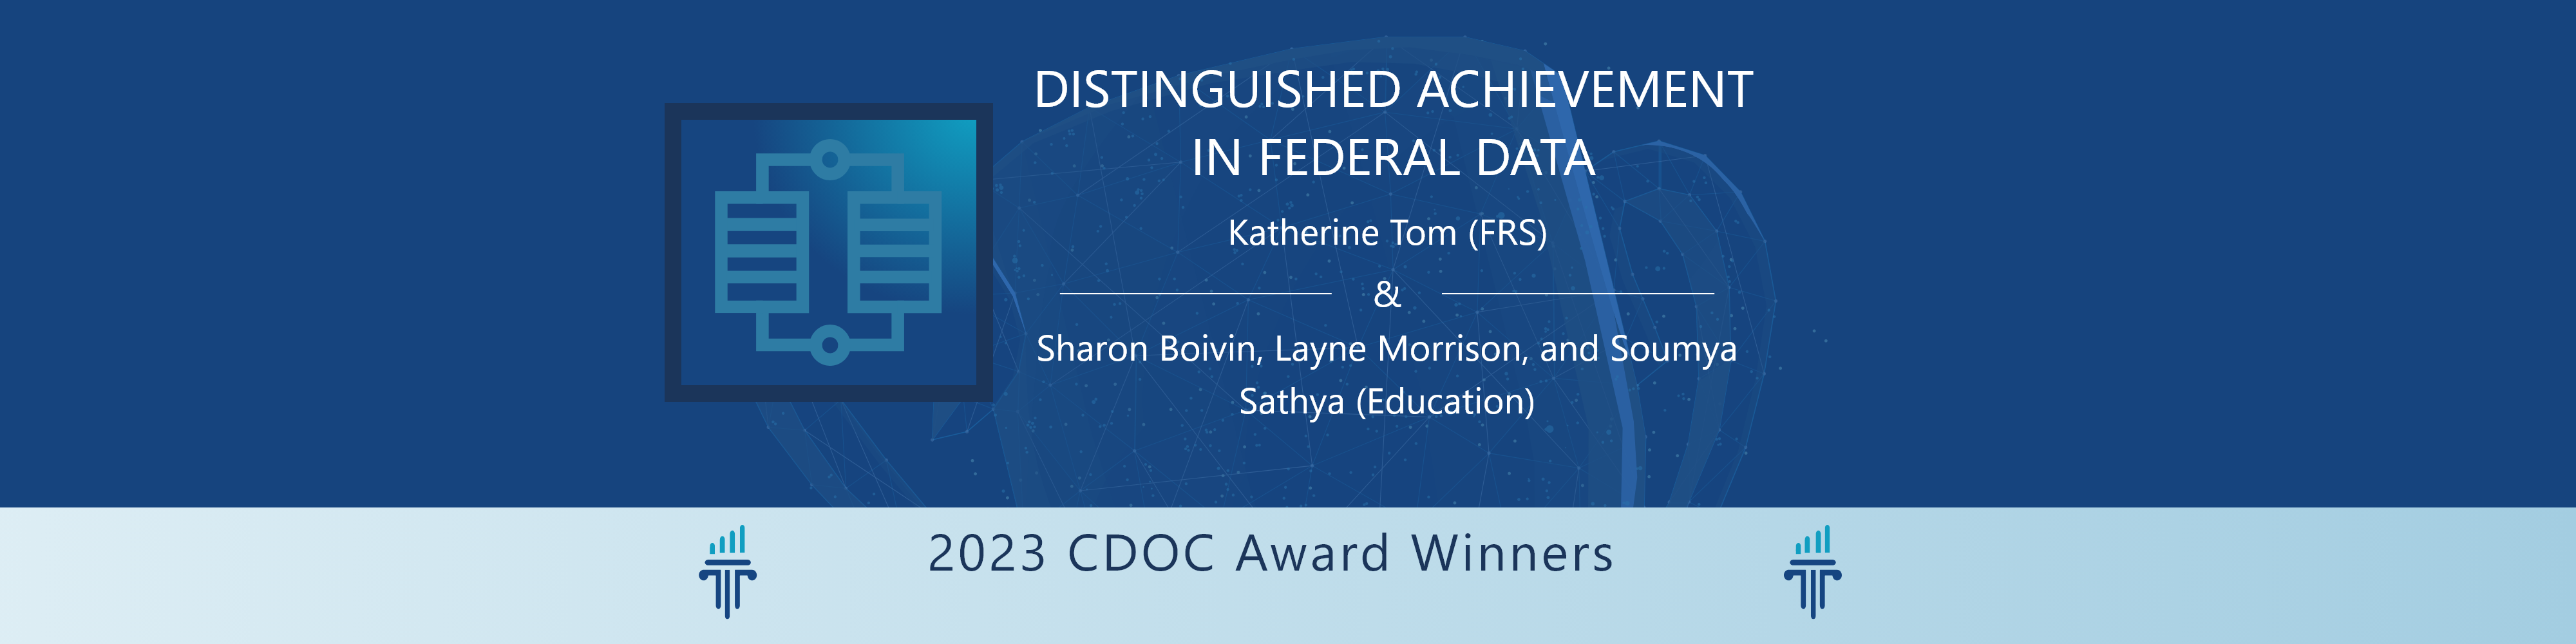 DISTINGUISHED ACHIEVEMENT
IN FEDERAL DATA
Katherine Tom (FRS)
&
Sharon Boivin, Layne Morrison, and Soumya
Sathya (Education)
2023 CDOC Award Winners